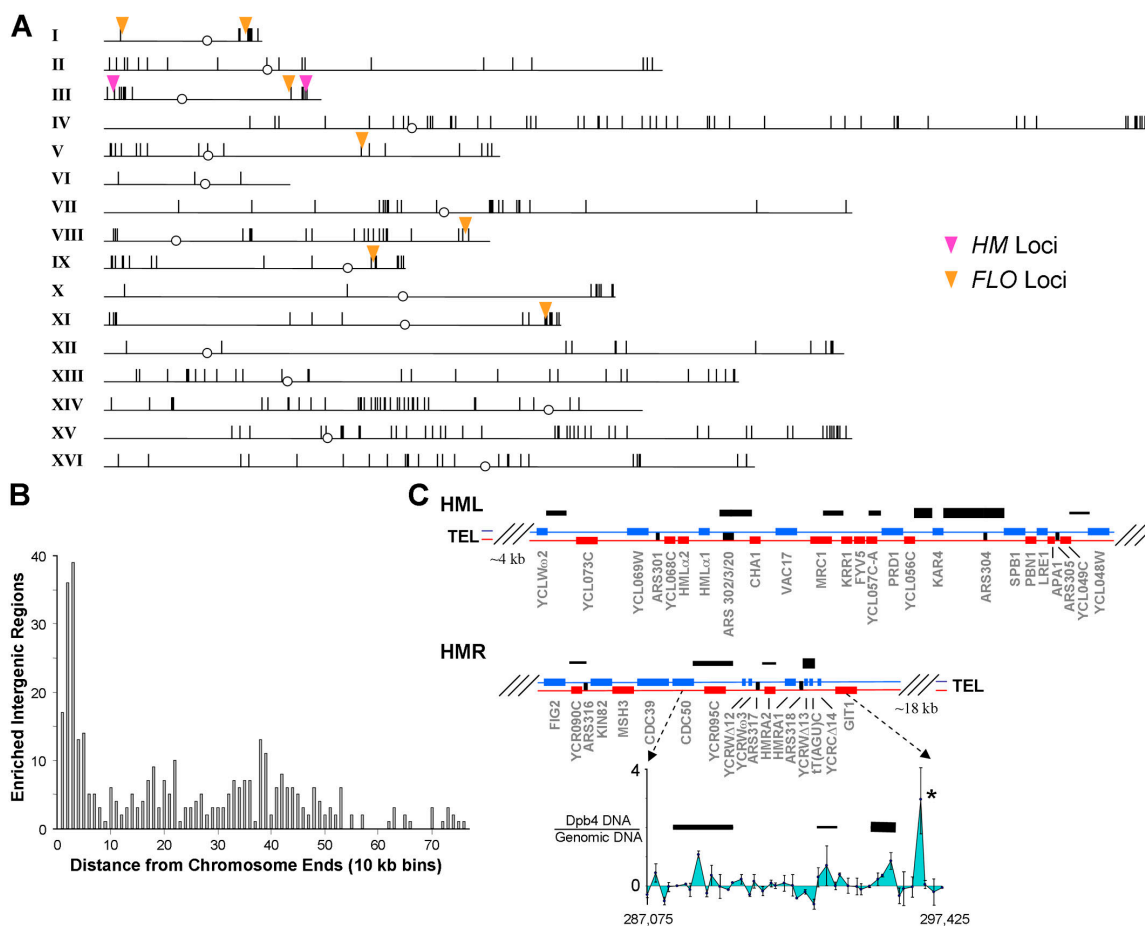 A
I
II
III
IV
V
VI
VII
VIII
IX
X
XI
XII
XIII
XIV
XV
XVI
HM Loci
FLO Loci
B
Enriched Intergenic Regions
40
30
20
10
0
0 10 20 30 40 50 60 70
Distance from Chromosome Ends (10 kb bins)
C
HML
TEL
~4 kb
YCLWω2
YCL073C
YCL069W
ARS301
YCL068C
HMLα2
HMLα1
ARS 302/3/20
CHA1
VAC17
MRC1
KRR1
FYV5
YCL057C-A
PRD1
YCL056C
KAR4
ARS304
SPB1
PBN1
LRE1
APA1
ARS305
YCL049C
YCL048W
HMR
TEL
~18 kb
FIG2
YCR090C
ARS316
KIN82
MSH3
CDC39
CDC50
YCR095C
YCRWΔ12
YCRWω3
ARS317
HMRA2
HMRA1
ARS318
YCRWΔ13
tT(AGU)C
YCRCΔ14
GIT1
4
*
Dpb4 DNA
Genomic DNA
0
287,075 297,425